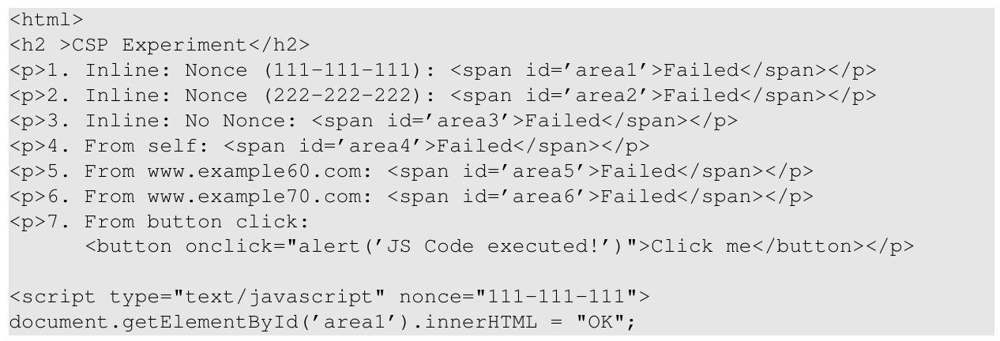 <html>
<h2 >CSP Experiment</h2>
<p>1. Inline: Nonce (111-111-111): <span id=’area1’>Failed</span></p>
<p>2. Inline: Nonce (222-222-222): <span id=’area2’>Failed</span></p>
<p>3. Inline: No Nonce: <span id=’area3’>Failed</span></p>
<p>4. From self: <span id=’area4’>Failed</span></p>
<p>5. From www.example60.com: <span id=’area5’>Failed</span></p>
<p>6. From www.example70.com: <span id=’area6’>Failed</span></p>
<p>7. From button click:
      <button onclick="alert(’JS Code executed!’)">Click me</button></p>

<script type="text/javascript" nonce="111-111-111">
document.getElementById(’area1’).innerHTML = "OK";